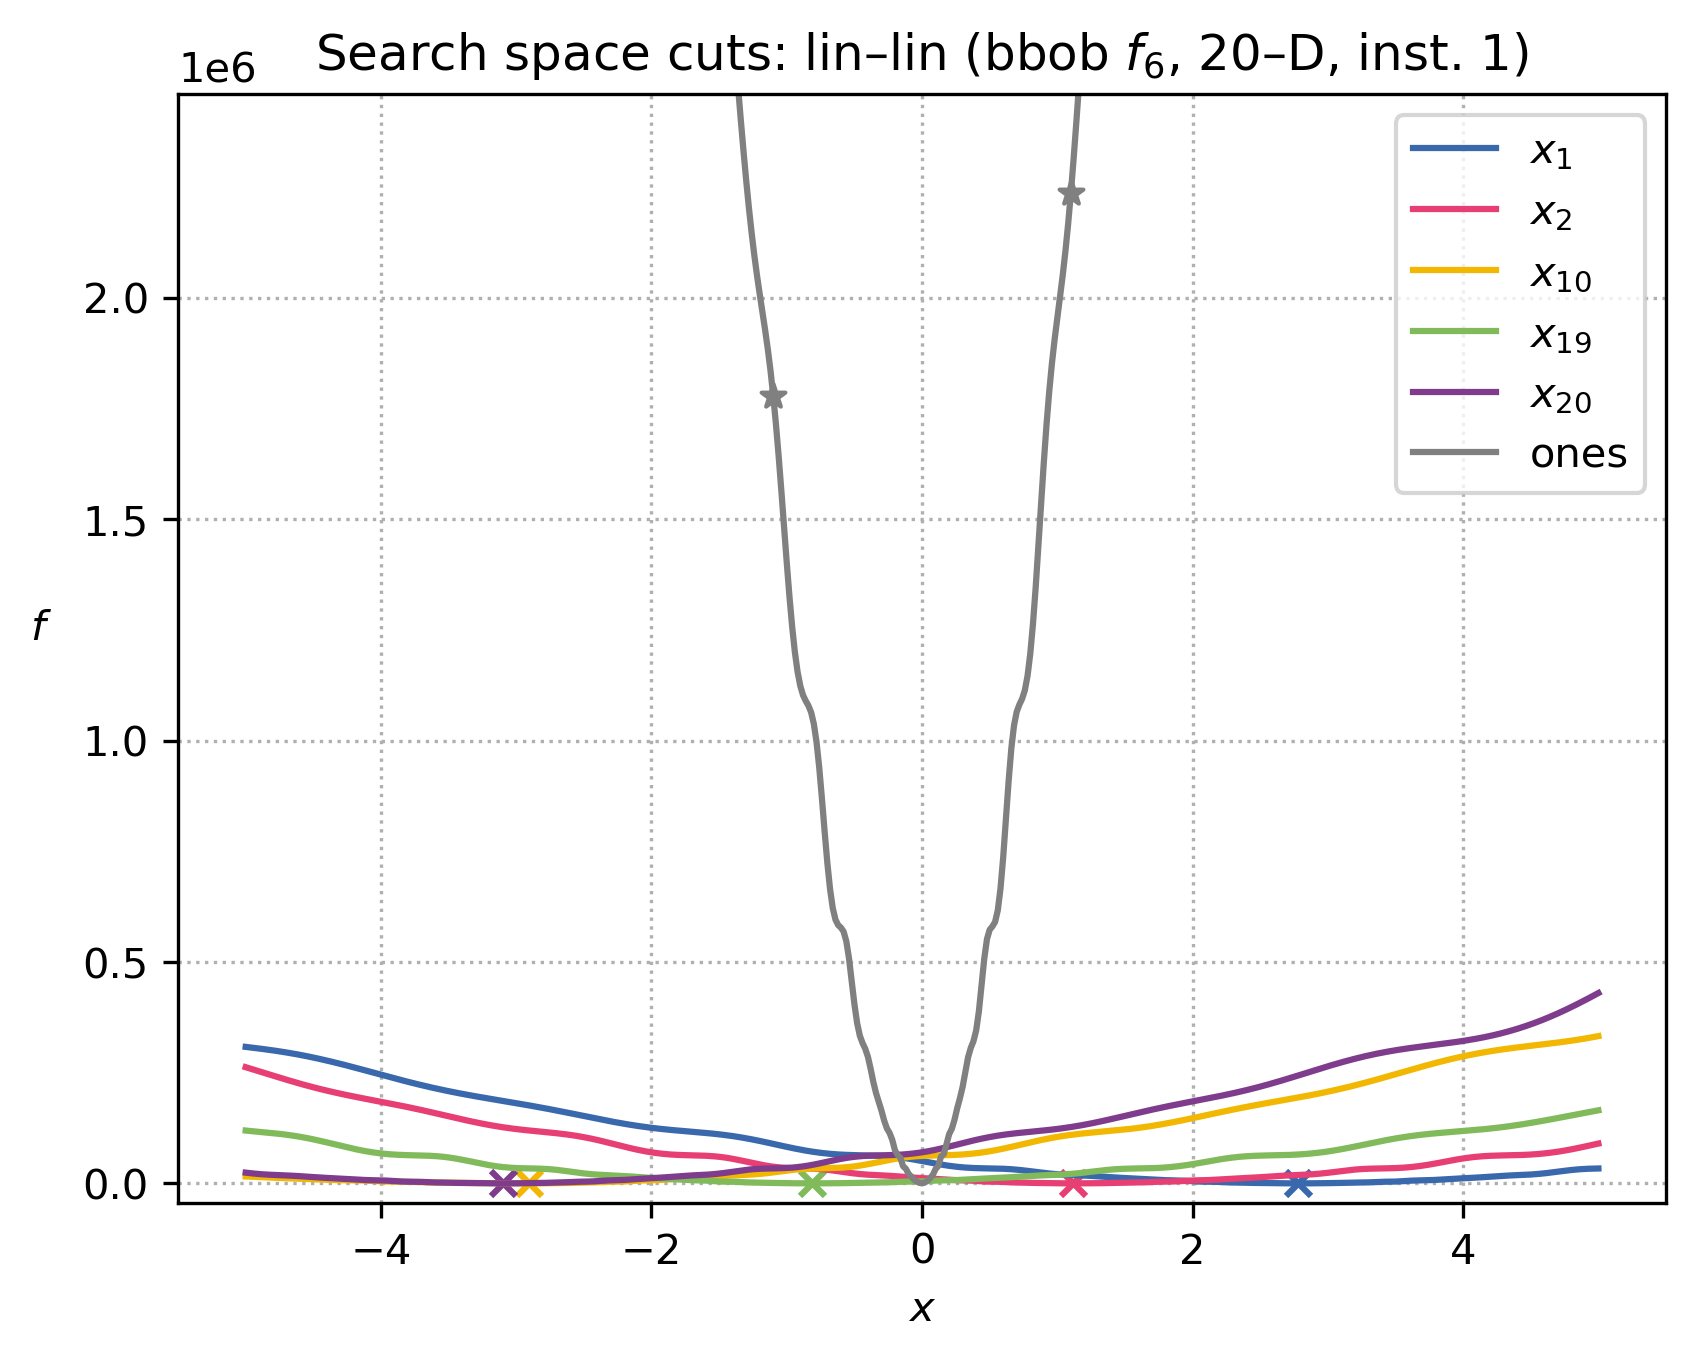 Search space cuts: lin–lin (bbob f₆, 20–D, inst. 1)
1e6
2.0
1.5
1.0
0.5
0.0
f
−4
−2
0
2
4
x
x₁
x₂
x₁₀
x₁₉
x₂₀
ones